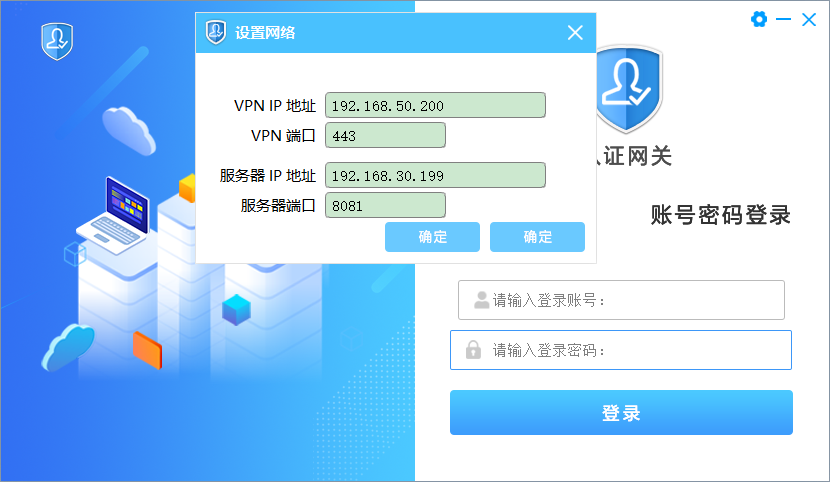 设置网络
VPN IP 地址 192.168.50.200
VPN 端口 443
服务器 IP 地址 192.168.30.199
服务器端口 8081
确定 确定
证网关
账号密码登录
请输入登录账号：
请输入登录密码：
登录